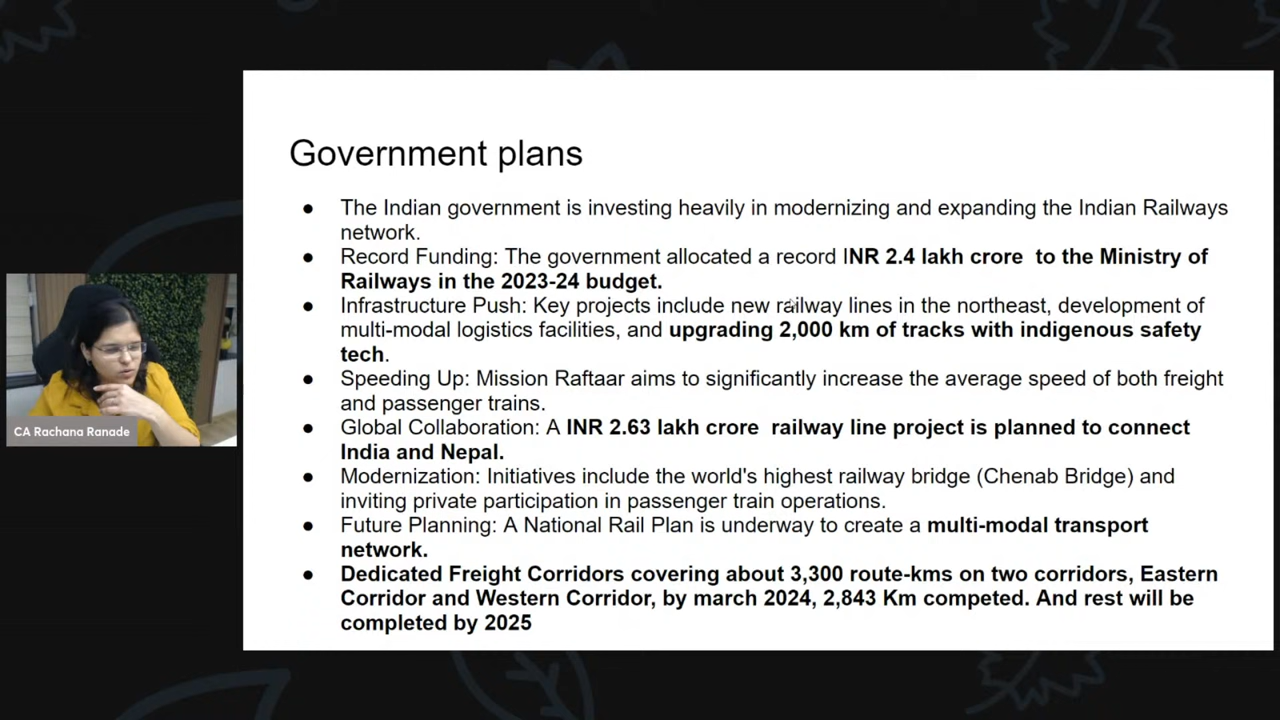 Government plans
● The Indian government is investing heavily in modernizing and expanding the Indian Railways
network.
● Record Funding: The government allocated a record INR 2.4 lakh crore to the Ministry of
Railways in the 2023-24 budget.
● Infrastructure Push: Key projects include new railway lines in the northeast, development of
multi-modal logistics facilities, and upgrading 2,000 km of tracks with indigenous safety
tech.
● Speeding Up: Mission Raftaar aims to significantly increase the average speed of both freight
and passenger trains.
● Global Collaboration: A INR 2.63 lakh crore railway line project is planned to connect
India and Nepal.
● Modernization: Initiatives include the world's highest railway bridge (Chenab Bridge) and
inviting private participation in passenger train operations.
● Future Planning: A National Rail Plan is underway to create a multi-modal transport
network.
● Dedicated Freight Corridors covering about 3,300 route-kms on two corridors, Eastern
Corridor and Western Corridor, by march 2024, 2,843 Km competed. And rest will be
completed by 2025
CA Rachana Ranade